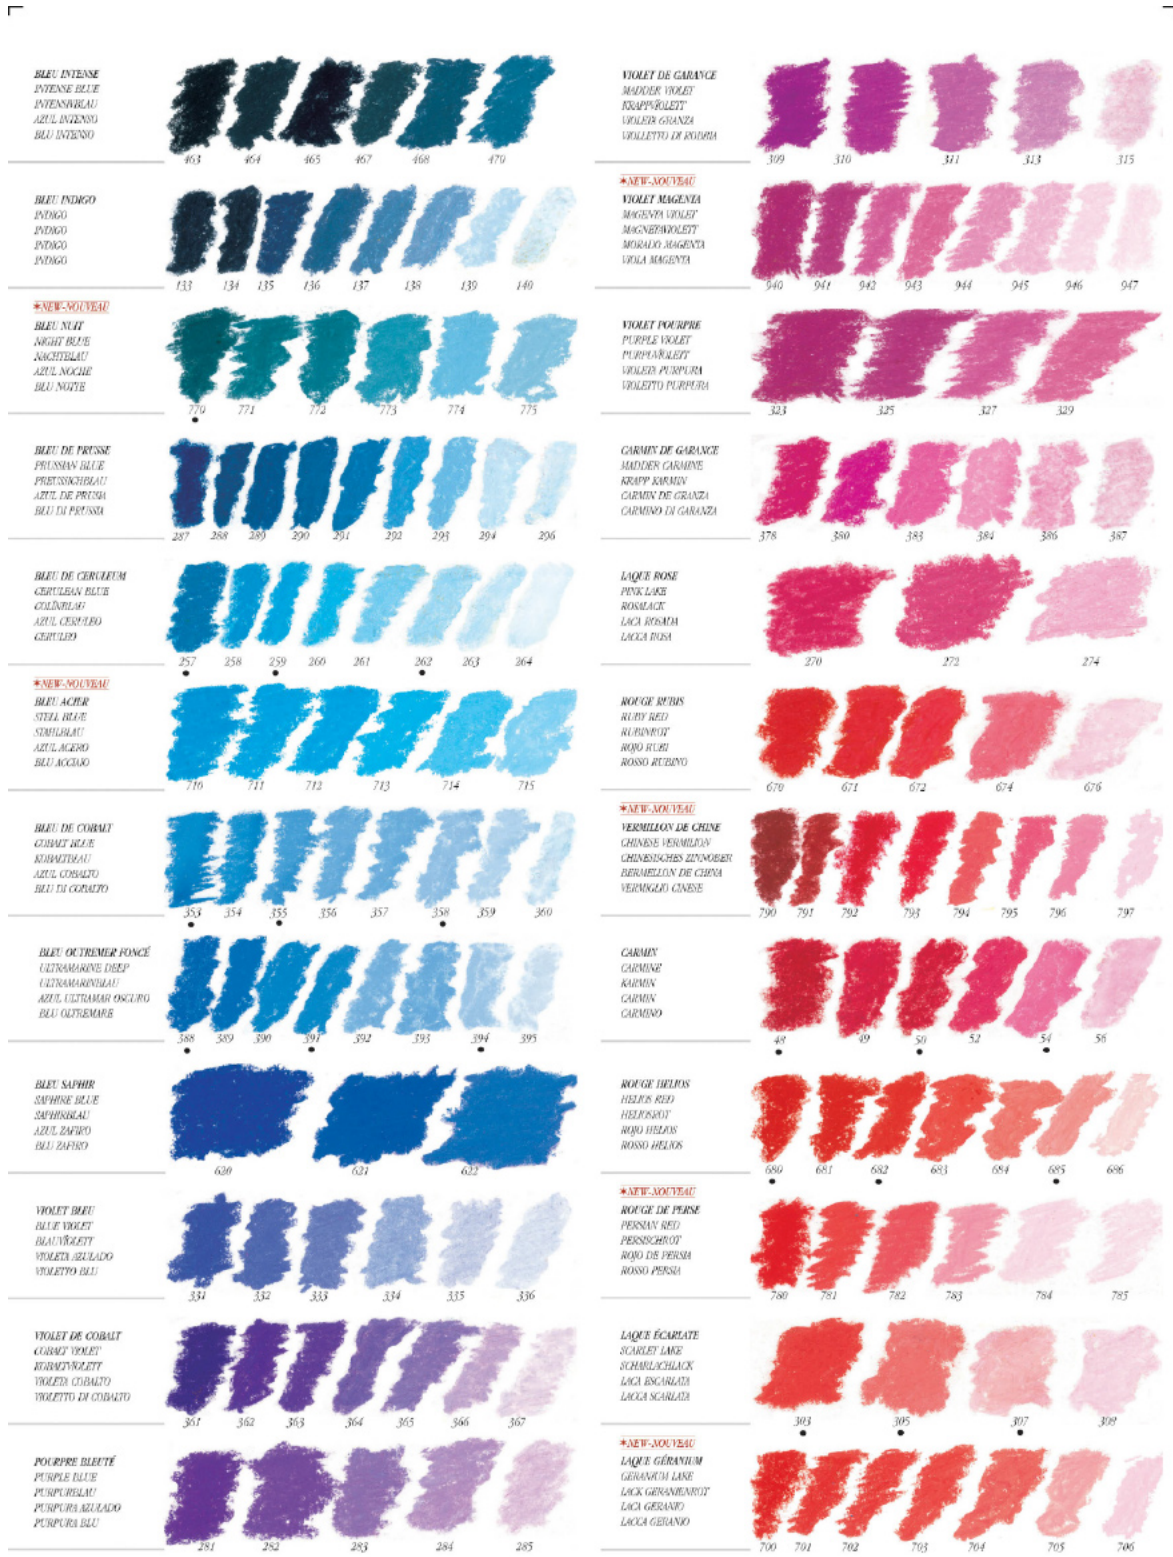 BLEU INTENSE
INTENSE BLUE
INTENSIVBLAU
AZUL INTENSO
BLU INTENSO
463 464 465 467 468 470
BLEU INDIGO
INDIGO
INDIGO
INDIGO
INDIGO
133 134 135 136 137 138 139 140
*NEW-NOUVEAU
BLEU NUIT
NIGHT BLUE
NACHTBLAU
AZUL NOCHE
BLU NOTTE
770 771 772 773 774 775
BLEU DE PRUSSE
PRUSSIAN BLUE
PREUSSICHBLAU
AZUL DE PRUSIA
BLU DI PRUSSIA
287 288 289 290 291 292 293 294 296
BLEU DE CERULEUM
CERULEAN BLUE
COLÍNBLAU
AZUL CERULEO
CERULEO
257 258 259 260 261 262 263 264
*NEW-NOUVEAU
BLEU ACIER
STELL BLUE
STAHLBLAU
AZUL ACERO
BLU ACCIAIO
710 711 712 713 714 715
BLEU DE COBALT
COBALT BLUE
KOBALTBLAU
AZUL COBALTO
BLU DI COBALTO
353 354 355 356 357 358 359 360
BLEU OUTREMER FONCÉ
ULTRAMARINE DEEP
ULTRAMARINBLAU
AZUL ULTRAMAR OSCURO
BLU OLTREMARE
388 389 390 391 392 393 394 395
BLEU SAPHIR
SAPHIRE BLUE
SAPHIRBLAU
AZUL ZAFIRO
BLU ZAFIRO
620 621 622
VIOLET BLEU
BLUE VIOLET
BLAUVIOLETT
VIOLETA AZULADO
VIOLETTO BLU
331 332 333 334 335 336
VIOLET DE COBALT
COBALT VIOLET
KOBALTVIOLETT
VIOLETA COBALTO
VIOLETTO DI COBALTO
361 362 363 364 365 366 367
POURPRE BLEUTÉ
PURPLE BLUE
PURPURBLAU
PURPURA AZULADO
PURPURA BLU
281 282 283 284 285
VIOLET DE GARANCE
MADDER VIOLET
KRAPPVIOLETT
VIOLETA GRANZA
VIOLLETTO DI ROBBIA
309 310 311 313 315
*NEW-NOUVEAU
VIOLET MAGENTA
MAGENTA VIOLET
MAGNETAVIOLETT
MORADO MAGENTA
VIOLA MAGENTA
940 941 942 943 944 945 946 947
VIOLET POURPRE
PURPLE VIOLET
PURPUVIOLETT
VIOLETA PURPURA
VIOLETTO PURPURA
323 325 327 329
CARMIN DE GARANCE
MADDER CARMINE
KRAPP KARMIN
CARMIN DE GRANZA
CARMINO DI GARANZA
378 380 383 384 386 387
LAQUE ROSE
PINK LAKE
ROSALACK
LACA ROSADA
LACCA ROSA
270 272 274
ROUGE RUBIS
RUBY RED
RUBINROT
ROJO RUBI
ROSSO RUBINO
670 671 672 674 676
*NEW-NOUVEAU
VERMILLON DE CHINE
CHINESE VERMILION
CHINESISCHES ZINNOBER
BERMELLON DE CHINA
VERMIGLIO CINESE
790 791 792 793 794 795 796 797
CARMIN
CARMINE
KARMIN
CARMIN
CARMINO
48 49 50 52 54 56
ROUGE HELIOS
HELIOS RED
HELIOSROT
ROJO HELIOS
ROSSO HELIOS
680 681 682 683 684 685 686
*NEW-NOUVEAU
ROUGE DE PERSE
PERSIAN RED
PERSISCHROT
ROJO DE PERSIA
ROSSO PERSIA
780 781 782 783 784 785
LAQUE ÉCARLATE
SCARLET LAKE
SCHARLACHLACK
LACA ESCARLATA
LACCA SCARLATA
303 305 307 308
*NEW-NOUVEAU
LAQUE GÉRANIUM
GERANIUM LAKE
LACK GERANIENROT
LACA GERANIO
LACCA GERANIO
700 701 702 703 704 705 706